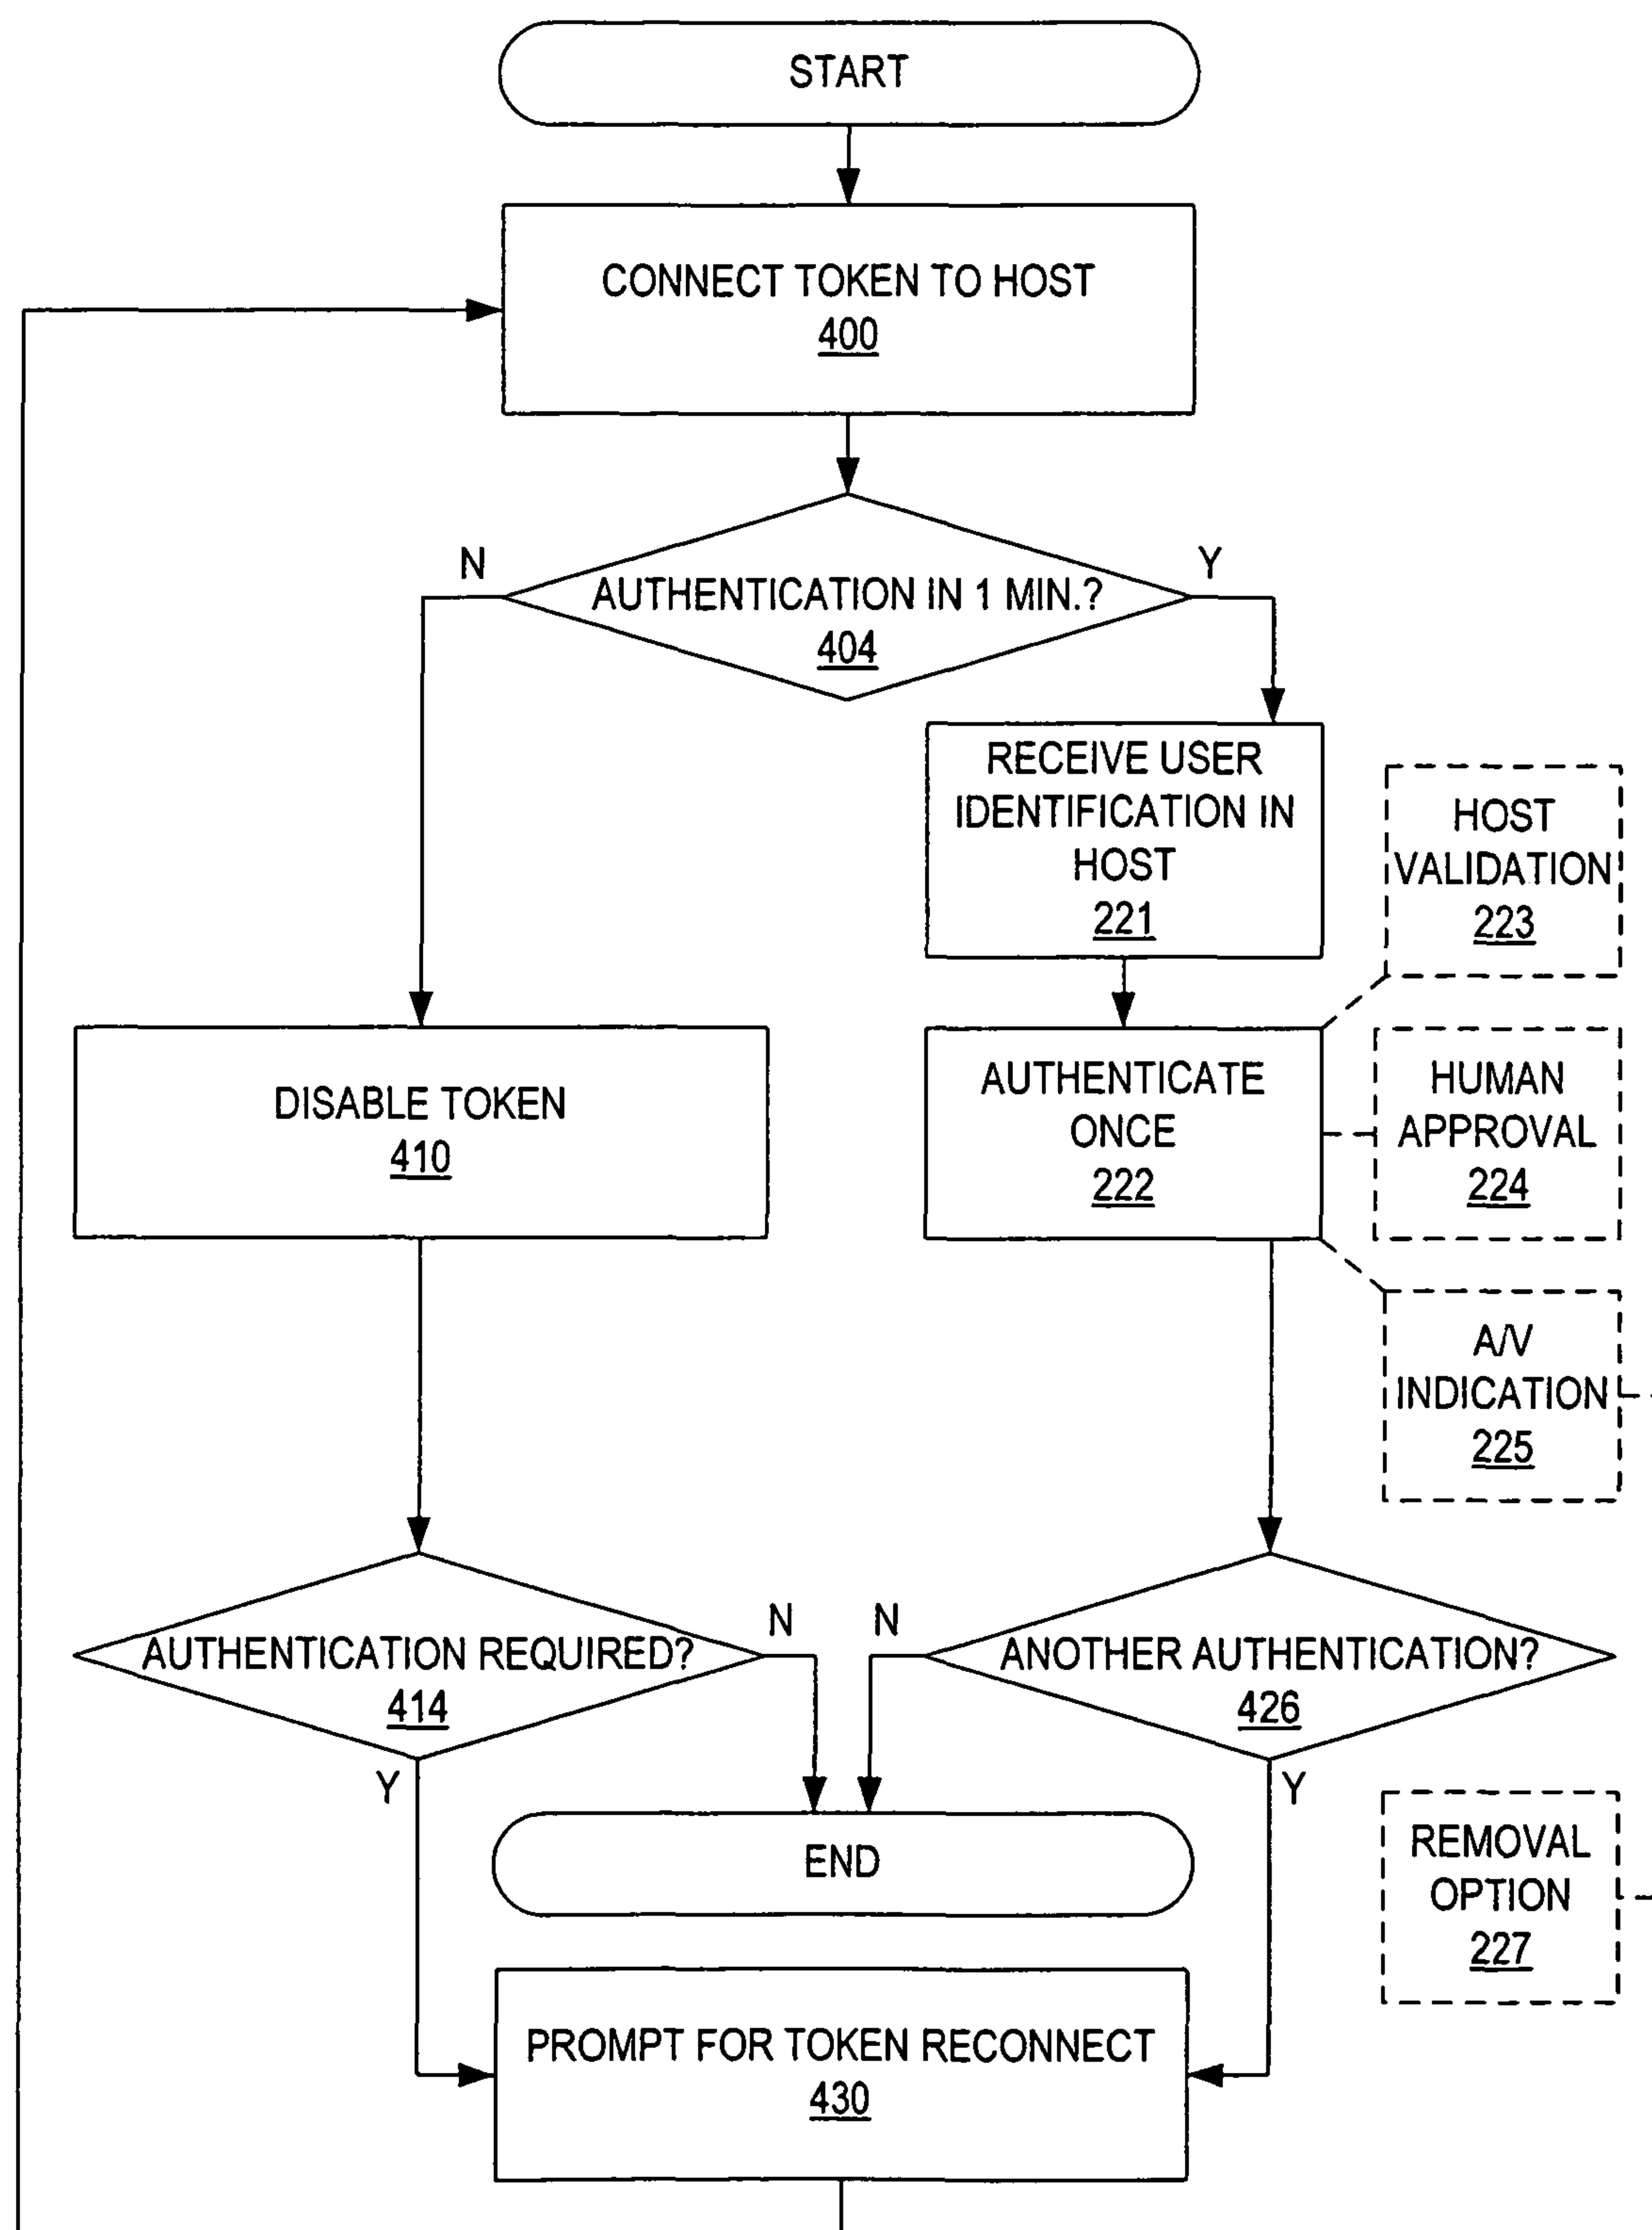 START
CONNECT TOKEN TO HOST
400
N
Y
AUTHENTICATION IN 1 MIN.?
404
RECEIVE USER
IDENTIFICATION IN
HOST
221
HOST
VALIDATION
223
DISABLE TOKEN
410
AUTHENTICATE
ONCE
222
HUMAN
APPROVAL
224
A/V
INDICATION
225
N
N
AUTHENTICATION REQUIRED?
414
ANOTHER AUTHENTICATION?
426
Y
Y
END
REMOVAL
OPTION
227
PROMPT FOR TOKEN RECONNECT
430